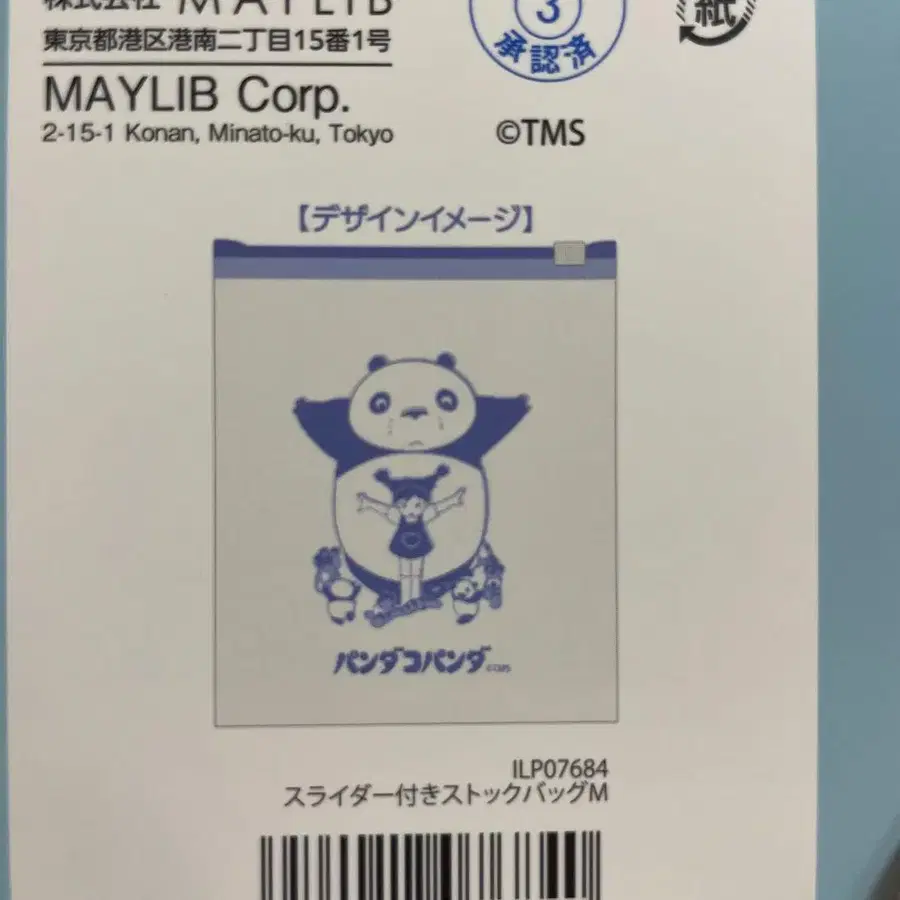 株式会社 MAYLIB
東京都港区港南二丁目15番1号
MAYLIB Corp.
2-15-1 Konan, Minato-ku, Tokyo
3
承認済
紙
©TMS
【デザインイメージ】
パンダコパンダ ©TMS
ILP07684
スライダー付きストックバッグM